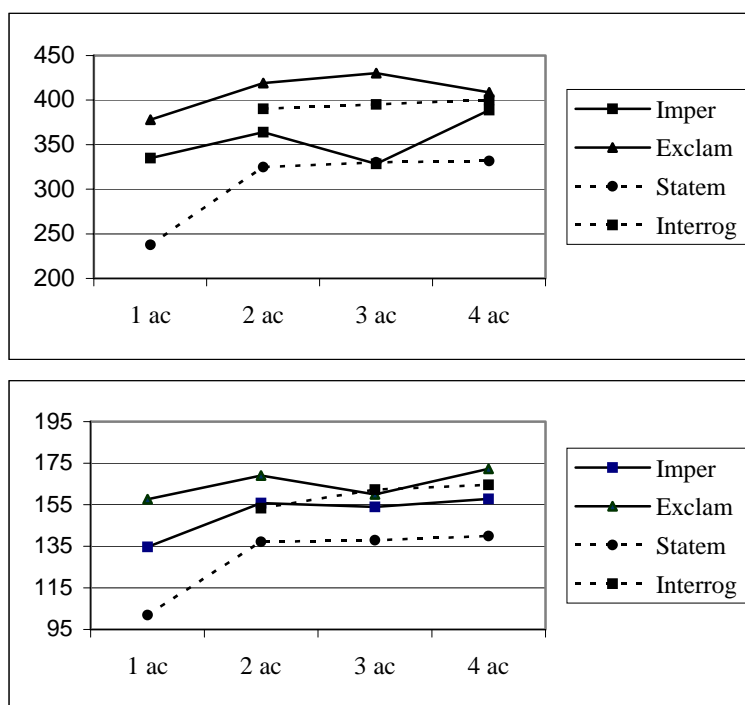 450
400
350
300
250
200
1 ac 2 ac 3 ac 4 ac
Imper
Exclam
Statem
Interrog
195
175
155
135
115
95
1 ac 2 ac 3 ac 4 ac
Imper
Exclam
Statem
Interrog